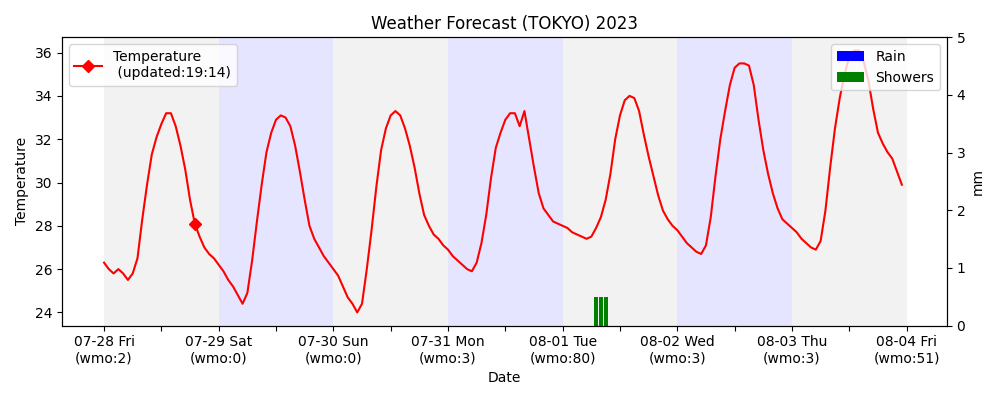 Weather Forecast (TOKYO) 2023
Temperature
(updated:19:14)
Rain
Showers
Temperature
36
34
32
30
28
26
24
5
4
3
2
1
0
mm
07-28 Fri
(wmo:2)
07-29 Sat
(wmo:0)
07-30 Sun
(wmo:0)
07-31 Mon
(wmo:3)
08-01 Tue
(wmo:80)
08-02 Wed
(wmo:3)
08-03 Thu
(wmo:3)
08-04 Fri
(wmo:51)
Date